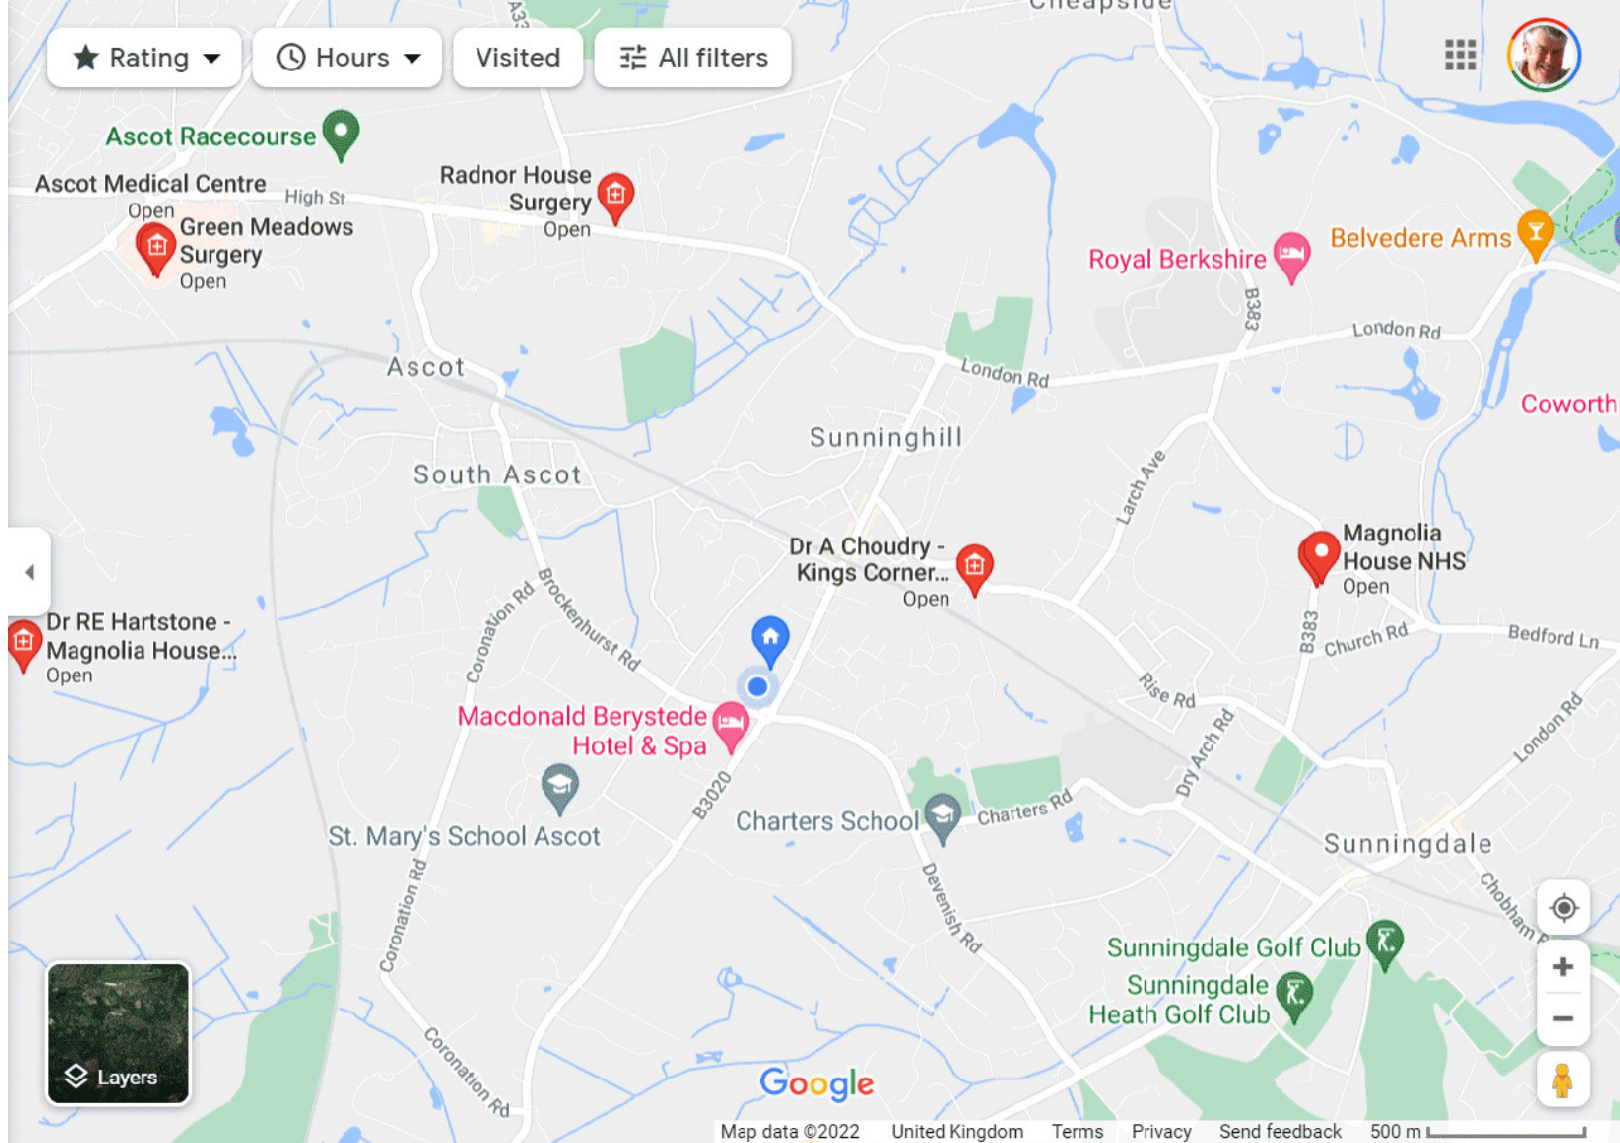 Cheapside
A33
Rating
Hours
Visited
All filters
Ascot Racecourse
Ascot Medical Centre
Open
High St
Radnor House
Surgery
Open
Green Meadows
Surgery
Open
Royal Berkshire
Belvedere Arms
B383
London Rd
Ascot
London Rd
Coworth
Sunninghill
South Ascot
Larch Ave
Dr A Choudry -
Kings Corner...
Open
Magnolia
House NHS
Open
Dr RE Hartstone -
Magnolia House...
Open
Coronation Rd
Brockenhurst Rd
B383
Church Rd
Bedford Ln
Rise Rd
Macdonald Berystede
Hotel & Spa
Dry Arch Rd
London Rd
B3020
St. Mary's School Ascot
Charters School
Charters Rd
Sunningdale
Coronation Rd
Devenish Rd
Chobham R
Sunningdale Golf Club
Sunningdale
Heath Golf Club
Coronation Rd
Layers
Google
Map data ©2022 United Kingdom Terms Privacy Send feedback 500 m